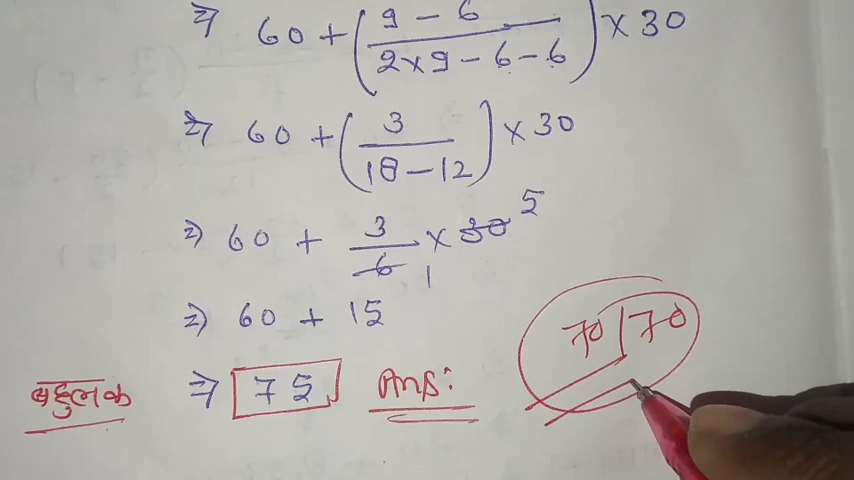 ⇒ 60 + (9 - 6 / 2×9 - 6 - 6) × 30
⇒ 60 + (3 / 18 - 12) × 30
⇒ 60 + 3/6 × 30 5
1
⇒ 60 + 15
70/70
बहुलक ⇒ 75 Ans: